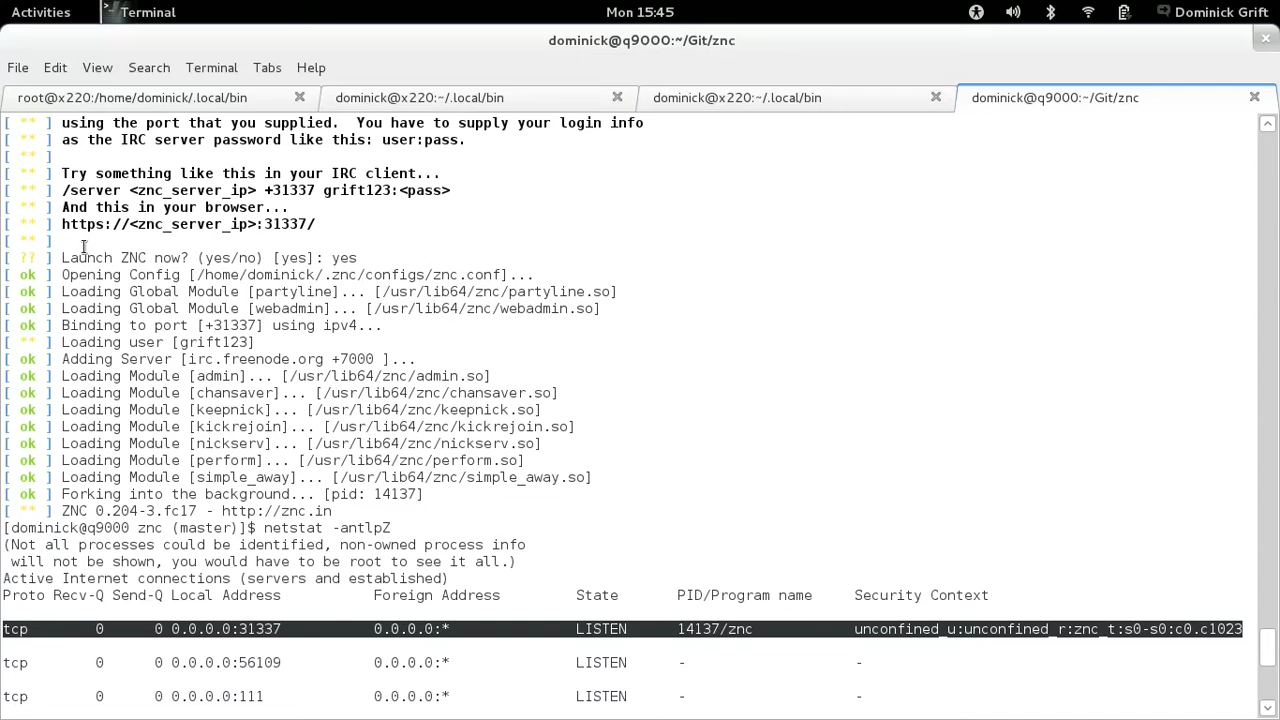 Activities Terminal Mon 15:45 Dominick Grift
dominick@q9000:~/Git/znc
File Edit View Search Terminal Tabs Help
root@x220:/home/dominick/.local/bin dominick@x220:~/.local/bin dominick@x220:~/.local/bin dominick@q9000:~/Git/znc
[ ** ] using the port that you supplied.  You have to supply your login info
[ ** ] as the IRC server password like this: user:pass.
[ ** ]
[ ** ] Try something like this in your IRC client...
[ ** ] /server <znc_server_ip> +31337 grift123:<pass>
[ ** ] And this in your browser...
[ ** ] https://<znc_server_ip>:31337/
[ ** ]
[ ?? ] Launch ZNC now? (yes/no) [yes]: yes
[ ok ] Opening Config [/home/dominick/.znc/configs/znc.conf]...
[ ok ] Loading Global Module [partyline]... [/usr/lib64/znc/partyline.so]
[ ok ] Loading Global Module [webadmin]... [/usr/lib64/znc/webadmin.so]
[ ok ] Binding to port [+31337] using ipv4...
[ ** ] Loading user [grift123]
[ ok ] Adding Server [irc.freenode.org +7000 ]...
[ ok ] Loading Module [admin]... [/usr/lib64/znc/admin.so]
[ ok ] Loading Module [chansaver]... [/usr/lib64/znc/chansaver.so]
[ ok ] Loading Module [keepnick]... [/usr/lib64/znc/keepnick.so]
[ ok ] Loading Module [kickrejoin]... [/usr/lib64/znc/kickrejoin.so]
[ ok ] Loading Module [nickserv]... [/usr/lib64/znc/nickserv.so]
[ ok ] Loading Module [perform]... [/usr/lib64/znc/perform.so]
[ ok ] Loading Module [simple_away]... [/usr/lib64/znc/simple_away.so]
[ ok ] Forking into the background... [pid: 14137]
[ ** ] ZNC 0.204-3.fc17 - http://znc.in
[dominick@q9000 znc (master)]$ netstat -antlpZ
(Not all processes could be identified, non-owned process info
 will not be shown, you would have to be root to see it all.)
Active Internet connections (servers and established)
Proto Recv-Q Send-Q Local Address Foreign Address State PID/Program name Security Context
tcp 0 0 0.0.0.0:31337 0.0.0.0:* LISTEN 14137/znc unconfined_u:unconfined_r:znc_t:s0-s0:c0.c1023
tcp 0 0 0.0.0.0:56109 0.0.0.0:* LISTEN - -
tcp 0 0 0.0.0.0:111 0.0.0.0:* LISTEN - -